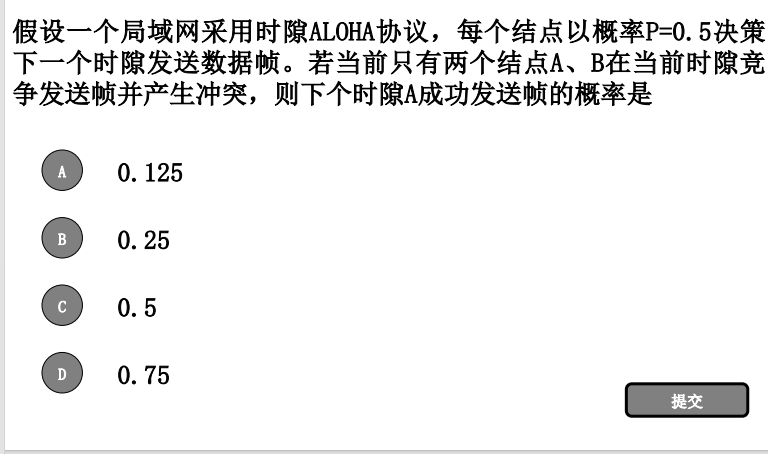 假设一个局域网采用时隙ALOHA协议，每个结点以概率P=0.5决策
下一个时隙发送数据帧。若当前只有两个结点A、B在当前时隙竞
争发送帧并产生冲突，则下个时隙A成功发送帧的概率是
A 0.125
B 0.25
C 0.5
D 0.75
提交